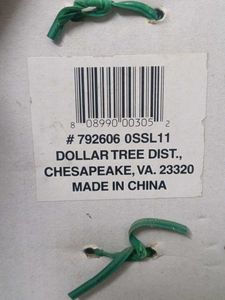 8 08990 00305 2
# 792606 0SSL11
DOLLAR TREE DIST.,
CHESAPEAKE, VA. 23320
MADE IN CHINA